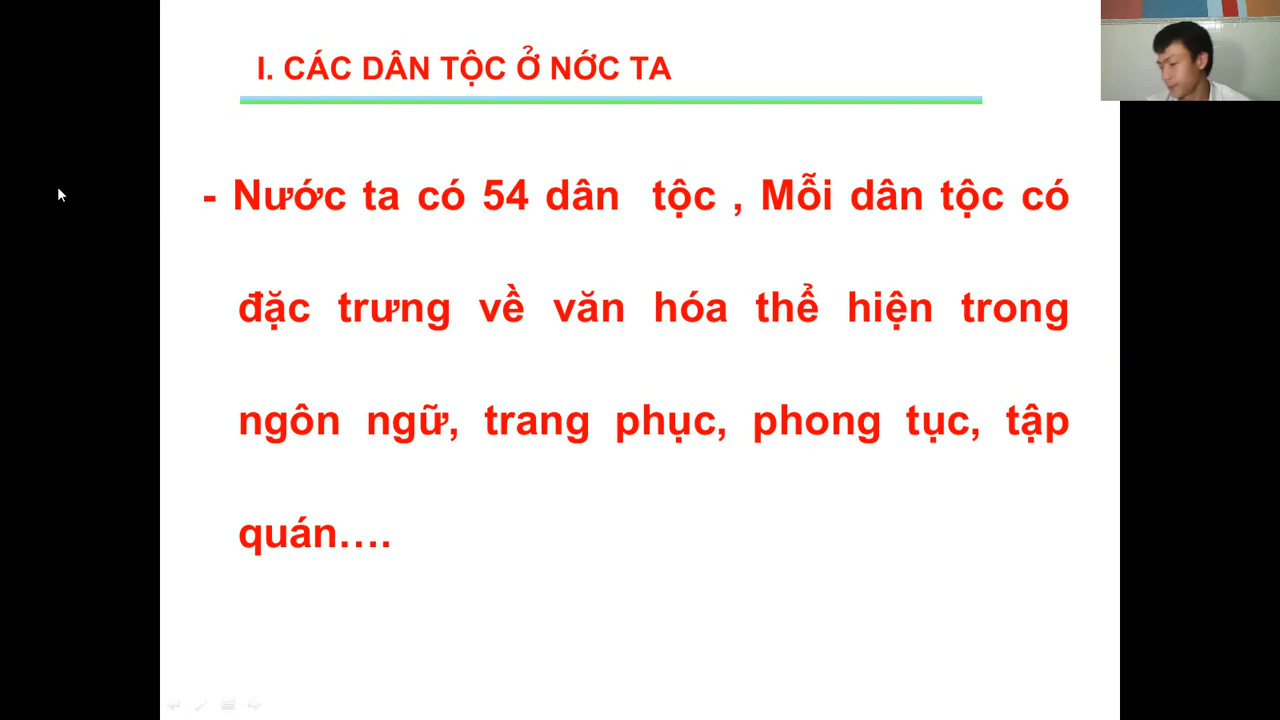 I. CÁC DÂN TỘC Ở NỚC TA
- Nước ta có 54 dân tộc , Mỗi dân tộc có
đặc trưng về văn hóa thể hiện trong
ngôn ngữ, trang phục, phong tục, tập
quán….